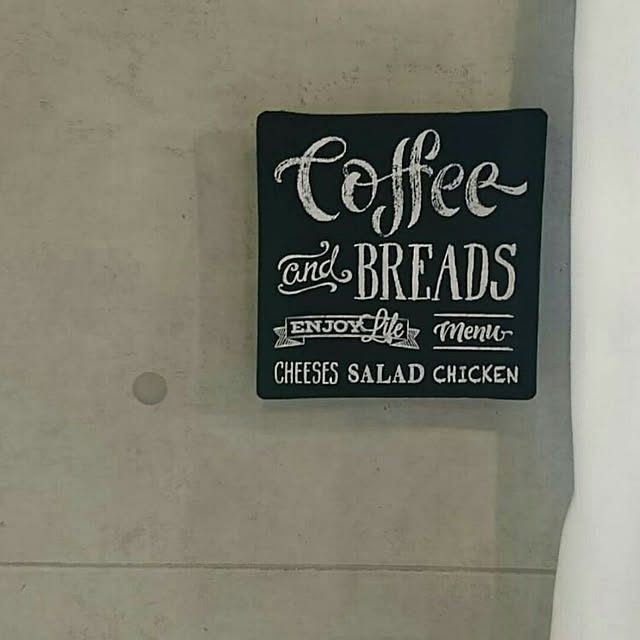 Coffee
and BREADS
ENJOY Life Menu
CHEESES SALAD CHICKEN